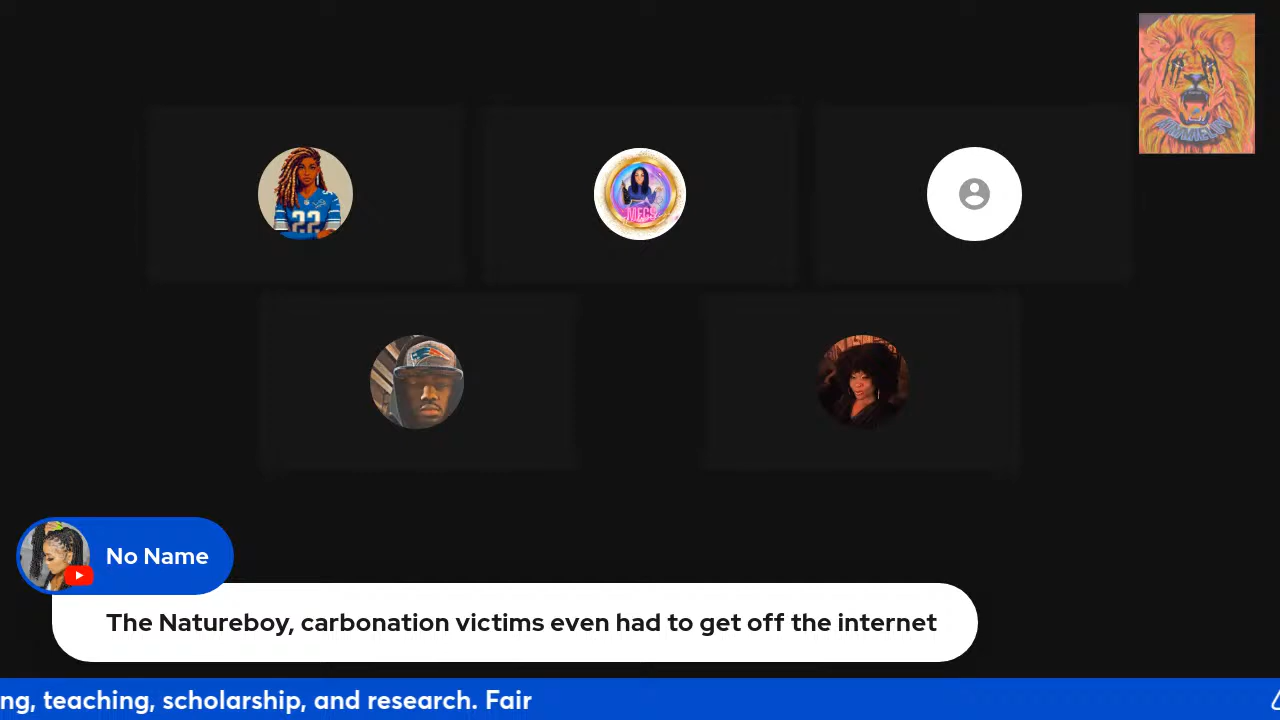 22
No Name
The Natureboy, carbonation victims even had to get off the internet
ng, teaching, scholarship, and research. Fair